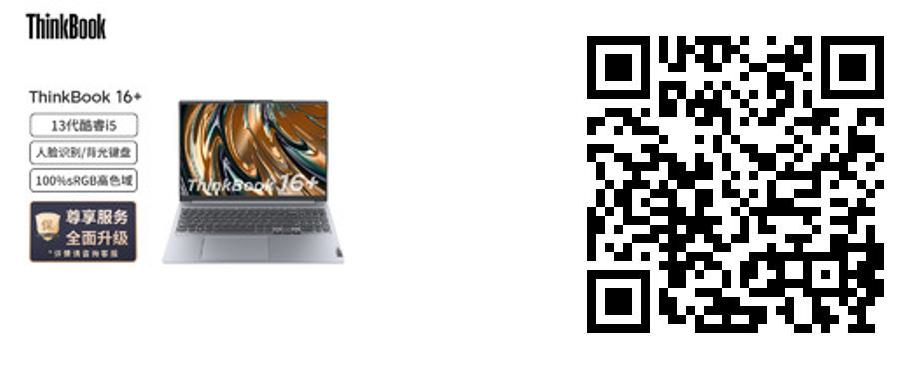 ThinkBook
ThinkBook 16+
13代酷睿i5
人脸识别/背光键盘
100%sRGB高色域
保
尊享服务
全面升级
*详情请咨询客服
ThinkBook 16+